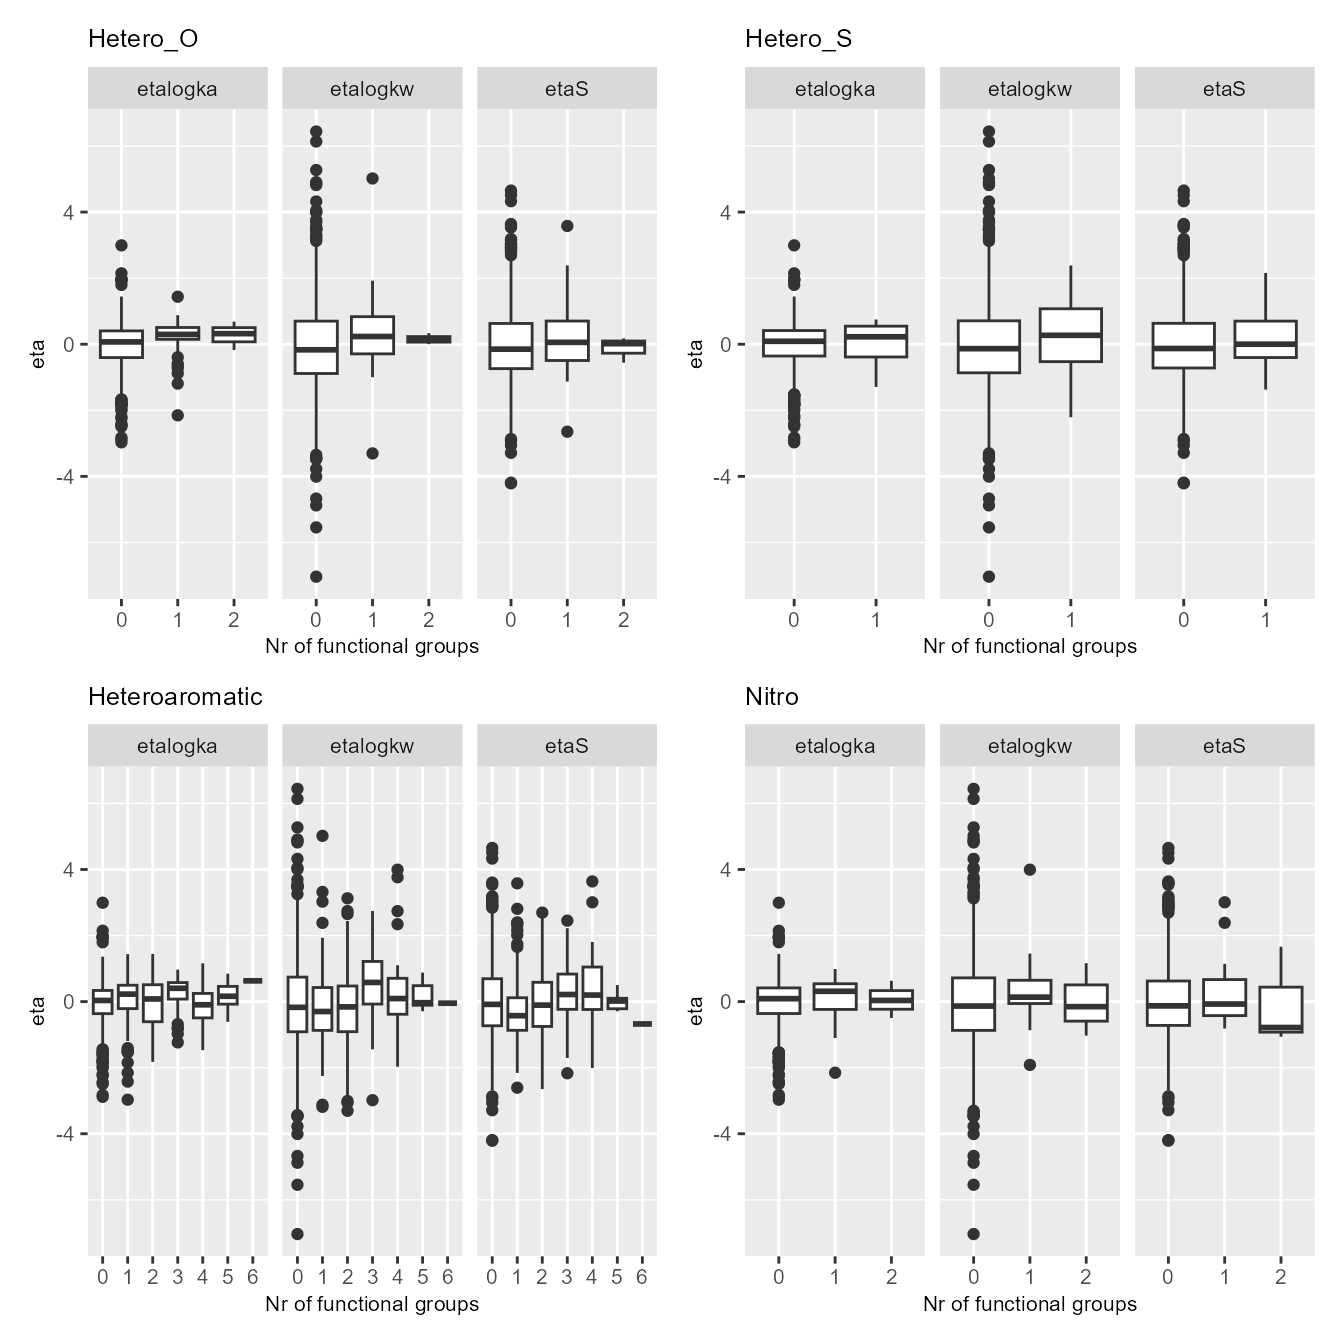 Hetero_O
etalogka etalogkw etaS
4
0
-4
eta
0 1 2 0 1 2 0 1 2
Nr of functional groups
Hetero_S
etalogka etalogkw etaS
4
0
-4
eta
0 1 0 1 0 1
Nr of functional groups
Heteroaromatic
etalogka etalogkw etaS
4
0
-4
eta
0 1 2 3 4 5 6 0 1 2 3 4 5 6 0 1 2 3 4 5 6
Nr of functional groups
Nitro
etalogka etalogkw etaS
4
0
-4
eta
0 1 2 0 1 2 0 1 2
Nr of functional groups